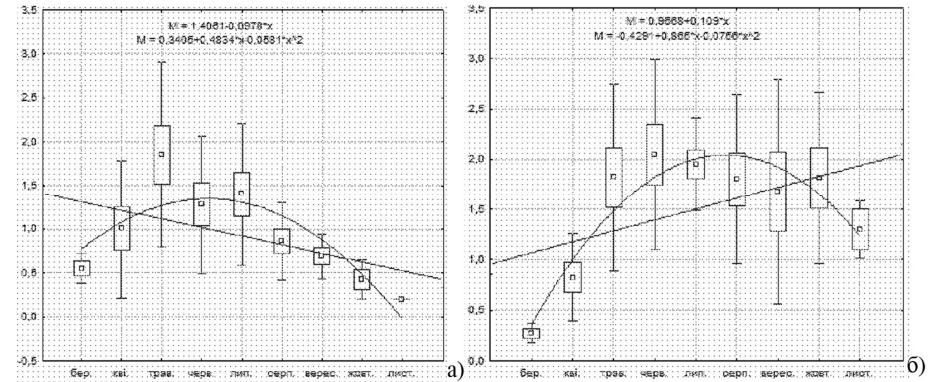 M = 1,4061-0,0978*x
M = 0,3405+0,4834*x-0,0581*x^2
3,5
3,0
2,5
2,0
1,5
1,0
0,5
0,0
-0,5
бер. кві. трав. черв. лип. серп. верес. жовт. лист.
а)
M = 0,9568+0,109*x
M = -0,4291+0,865*x-0,0756*x^2
3,5
3,0
2,5
2,0
1,5
1,0
0,5
0,0
бер. кві. трав. черв. лип. серп. верес. жовт. лист.
б)